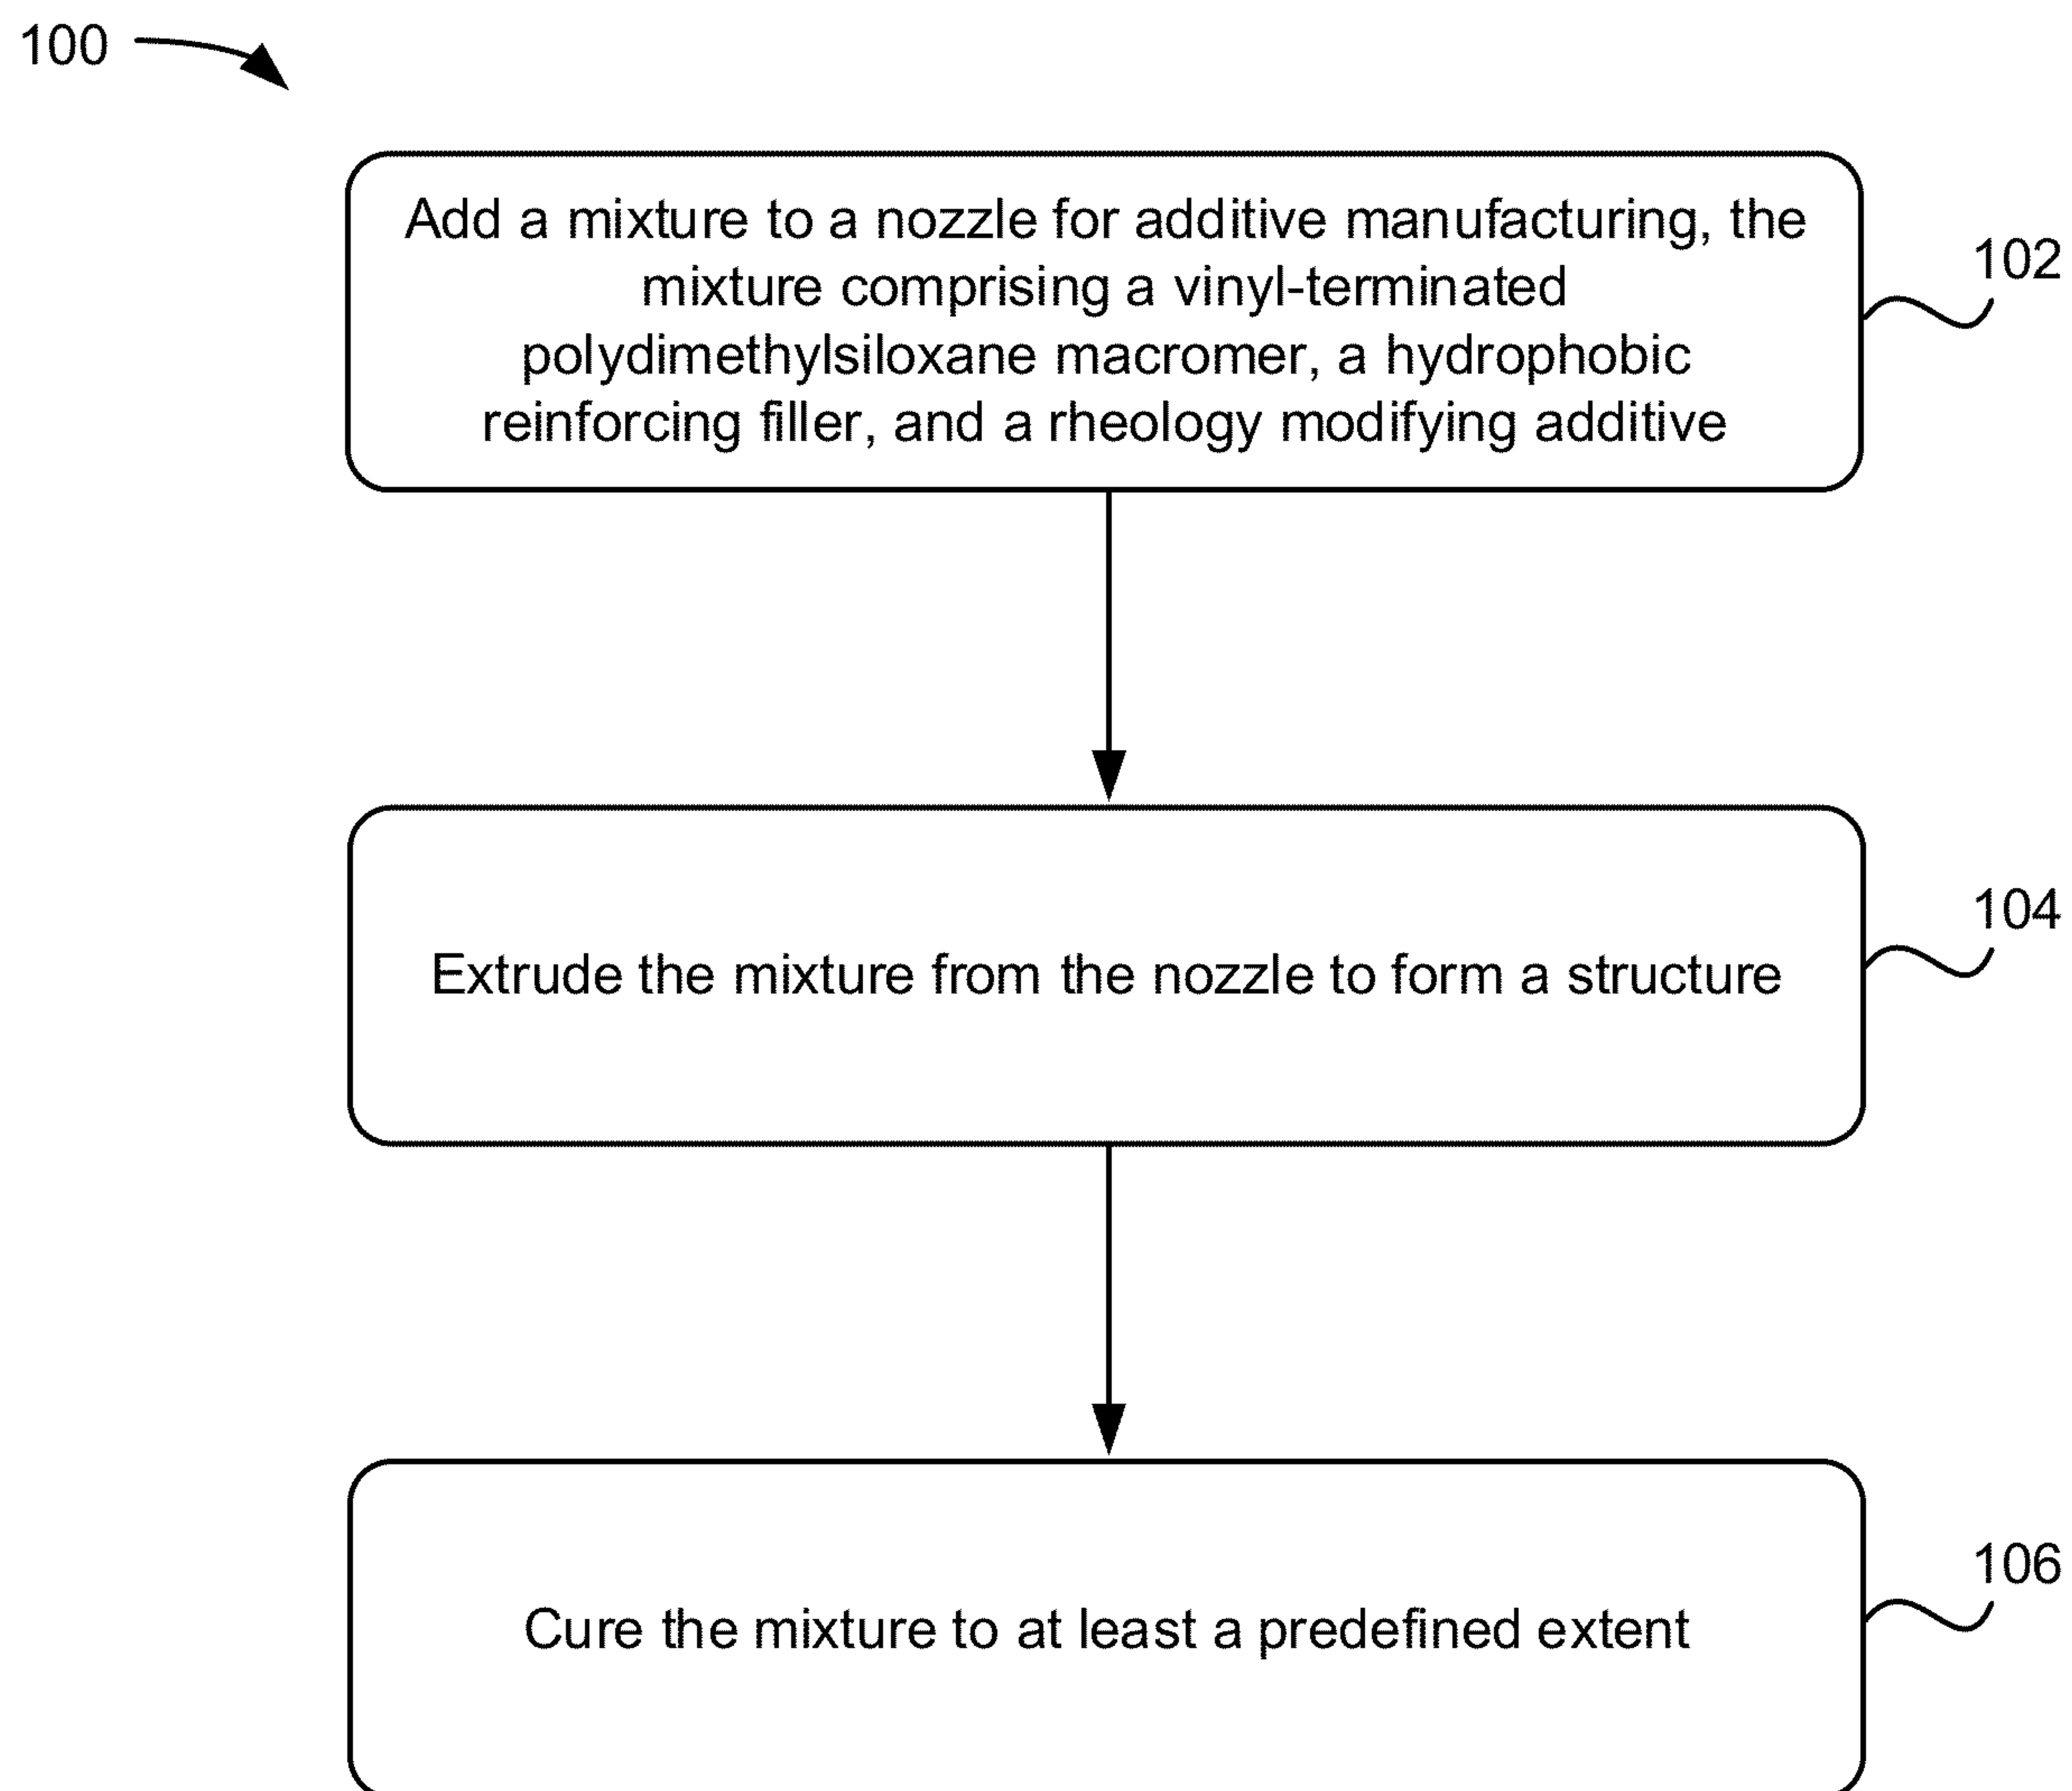 100
Add a mixture to a nozzle for additive manufacturing, the
mixture comprising a vinyl-terminated
polydimethylsiloxane macromer, a hydrophobic
reinforcing filler, and a rheology modifying additive
102
Extrude the mixture from the nozzle to form a structure
104
Cure the mixture to at least a predefined extent
106